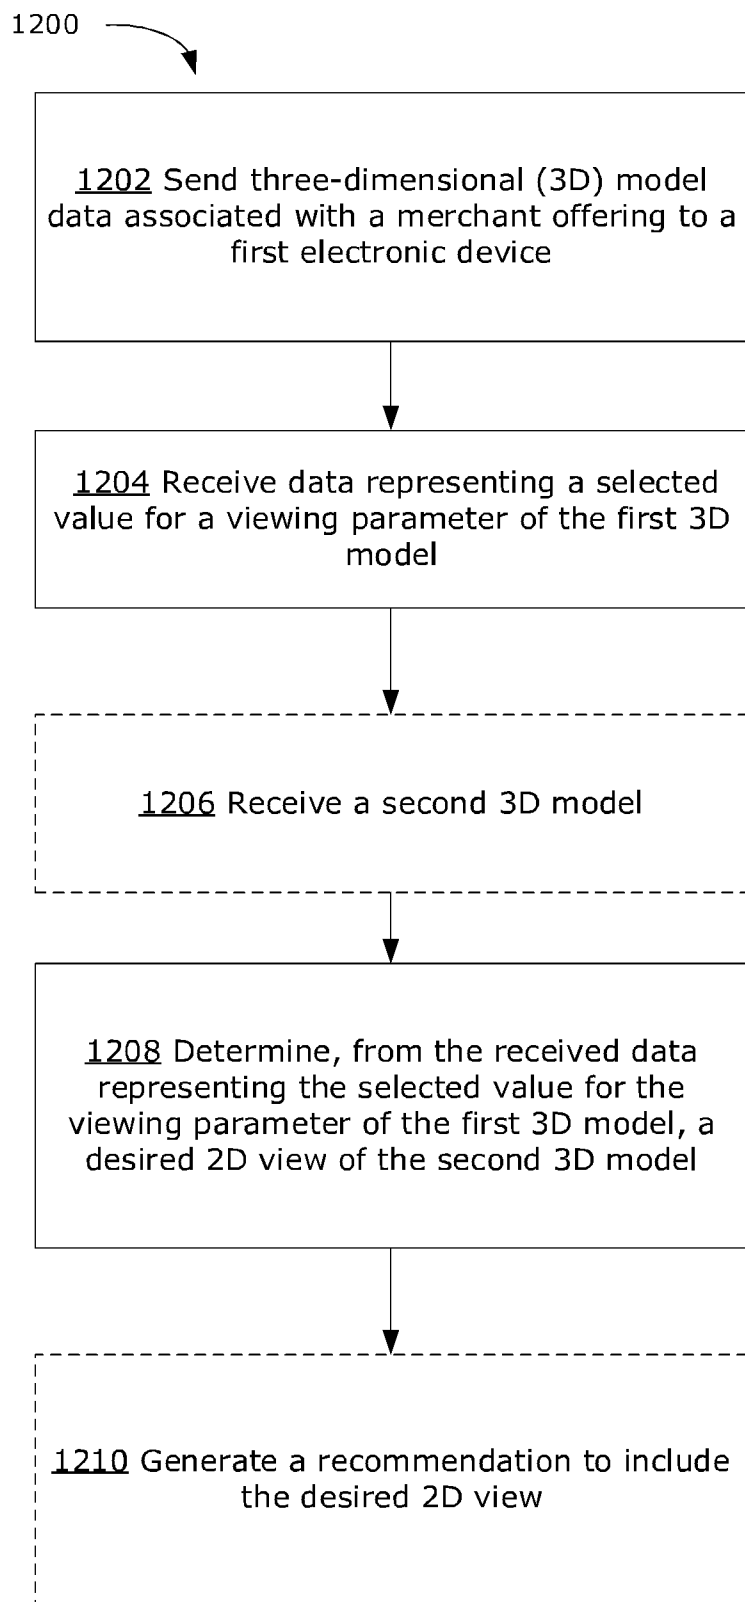 1200
1202 Send three-dimensional (3D) model
data associated with a merchant offering to a
first electronic device
1204 Receive data representing a selected
value for a viewing parameter of the first 3D
model
1206 Receive a second 3D model
1208 Determine, from the received data
representing the selected value for the
viewing parameter of the first 3D model, a
desired 2D view of the second 3D model
1210 Generate a recommendation to include
the desired 2D view